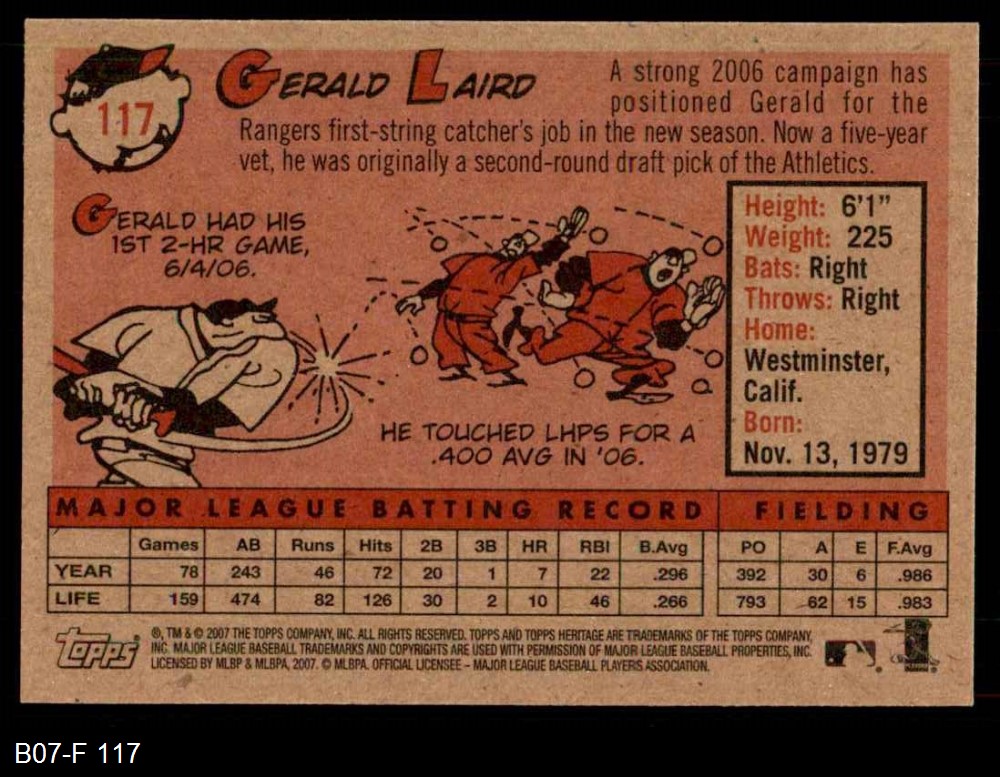 117
GERALD LAIRD
A strong 2006 campaign has
positioned Gerald for the
Rangers first-string catcher's job in the new season. Now a five-year
vet, he was originally a second-round draft pick of the Athletics.
GERALD HAD HIS
1ST 2-HR GAME,
6/4/06.
HE TOUCHED LHPS FOR A
.400 AVG IN '06.
Height: 6'1"
Weight: 225
Bats: Right
Throws: Right
Home:
Westminster,
Calif.
Born:
Nov. 13, 1979
MAJOR LEAGUE BATTING RECORD FIELDING
Games AB Runs Hits 2B 3B HR RBI B.Avg PO A E F.Avg
YEAR 78 243 46 72 20 1 7 22 .296 392 30 6 .986
LIFE 159 474 82 126 30 2 10 46 .266 793 62 15 .983
Topps
®, TM & © 2007 THE TOPPS COMPANY, INC. ALL RIGHTS RESERVED. TOPPS AND TOPPS HERITAGE ARE TRADEMARKS OF THE TOPPS COMPANY,
INC. MAJOR LEAGUE BASEBALL TRADEMARKS AND COPYRIGHTS ARE USED WITH PERMISSION OF MAJOR LEAGUE BASEBALL PROPERTIES, INC.
LICENSED BY MLBP & MLBPA, 2007. © MLBPA. OFFICIAL LICENSEE – MAJOR LEAGUE BASEBALL PLAYERS ASSOCIATION.
B07-F 117